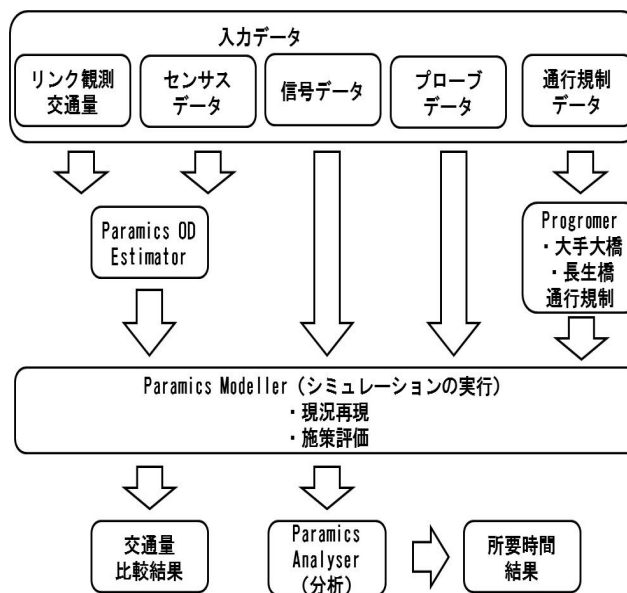 入力データ
リンク観測
交通量
センサス
データ
信号データ
プローブ
データ
通行規制
データ
Paramics OD
Estimator
Progromer
・大手大橋
・長生橋
通行規制
Paramics Modeller（シミュレーションの実行）
・現況再現
・施策評価
交通量
比較結果
Paramics
Analyser
（分析）
所要時間
結果